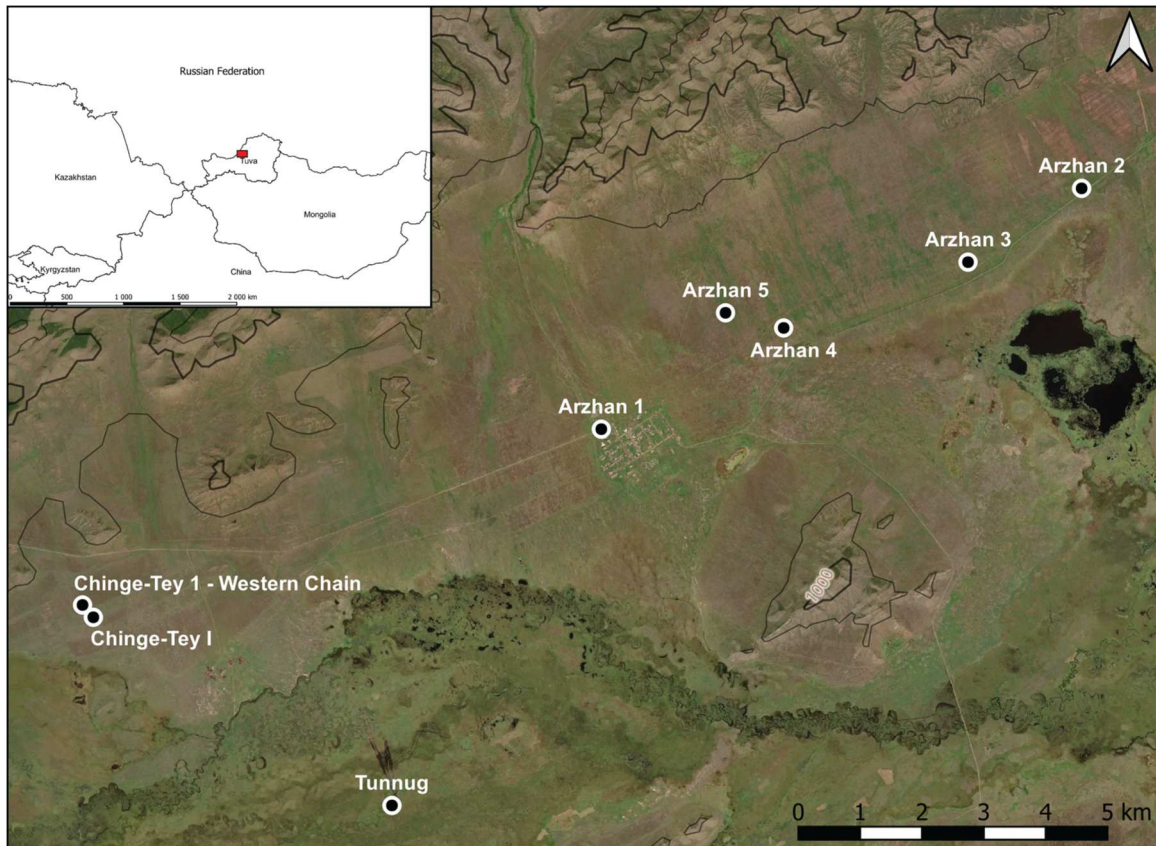 Russian Federation
Tuva
Kazakhstan
Mongolia
Kyrgyzstan
China
0 500 1 000 1 500 2 000 km
Arzhan 2
Arzhan 3
Arzhan 5
Arzhan 4
Arzhan 1
1000
Chinge-Tey 1 - Western Chain
Chinge-Tey I
Tunnug
0 1 2 3 4 5 km